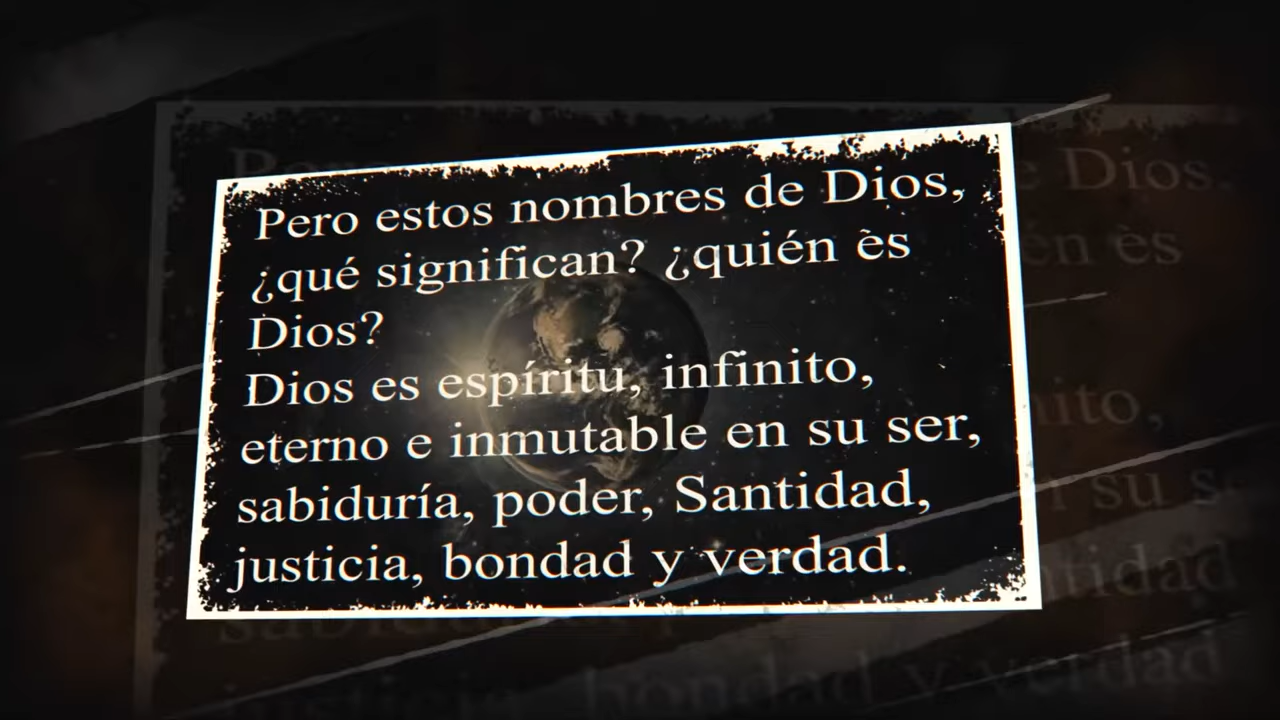 Pero estos nombres de Dios,
¿qué significan? ¿quién ès
Dios?
Dios es espíritu, infinito,
eterno e inmutable en su ser,
sabiduría, poder, Santidad,
justicia, bondad y verdad.